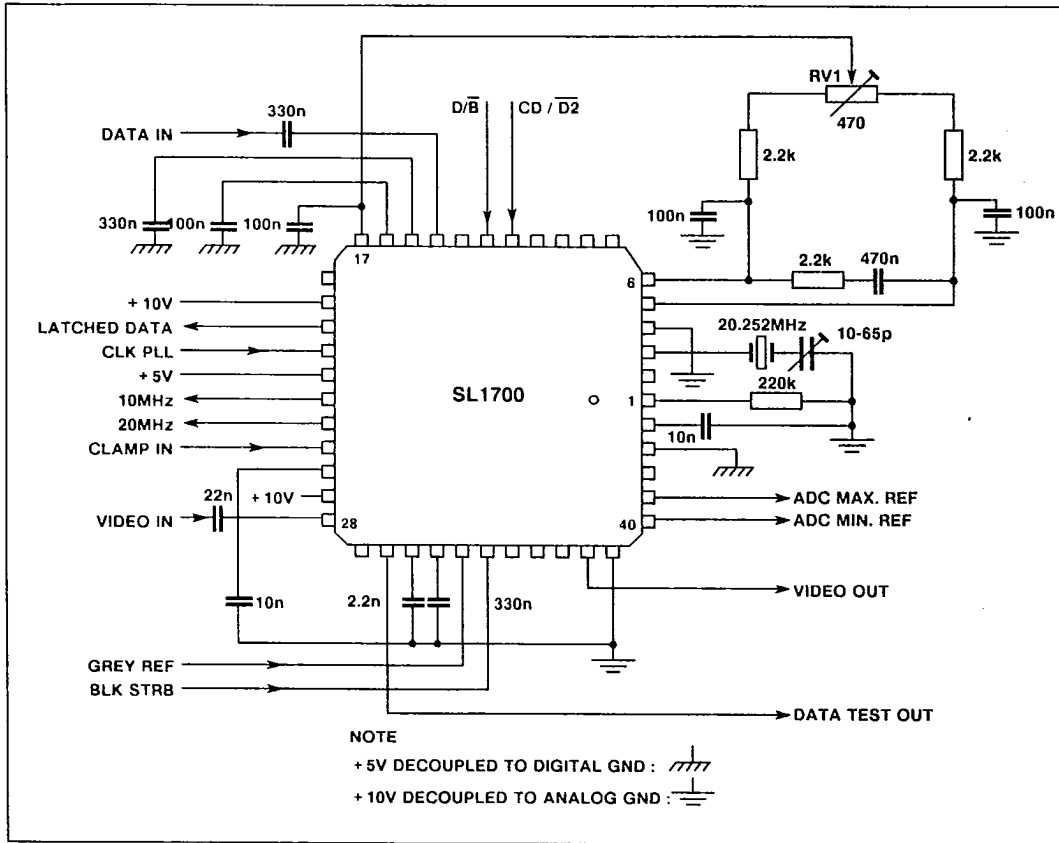 RV1
470
330n
D/B̅
CD / D̅2̅
DATA IN
2.2k
2.2k
330n
100n
100n
100n
100n
17
6
2.2k
470n
+ 10V
LATCHED DATA
20.252MHz
10-65p
CLK PLL
+ 5V
SL1700
220k
10MHz
1
20MHz
10n
CLAMP IN
22n
+ 10V
ADC MAX. REF
VIDEO IN
28
40
ADC MIN. REF
10n
2.2n
330n
VIDEO OUT
GREY REF
BLK STRB
DATA TEST OUT
NOTE
+ 5V DECOUPLED TO DIGITAL GND :
+ 10V DECOUPLED TO ANALOG GND :